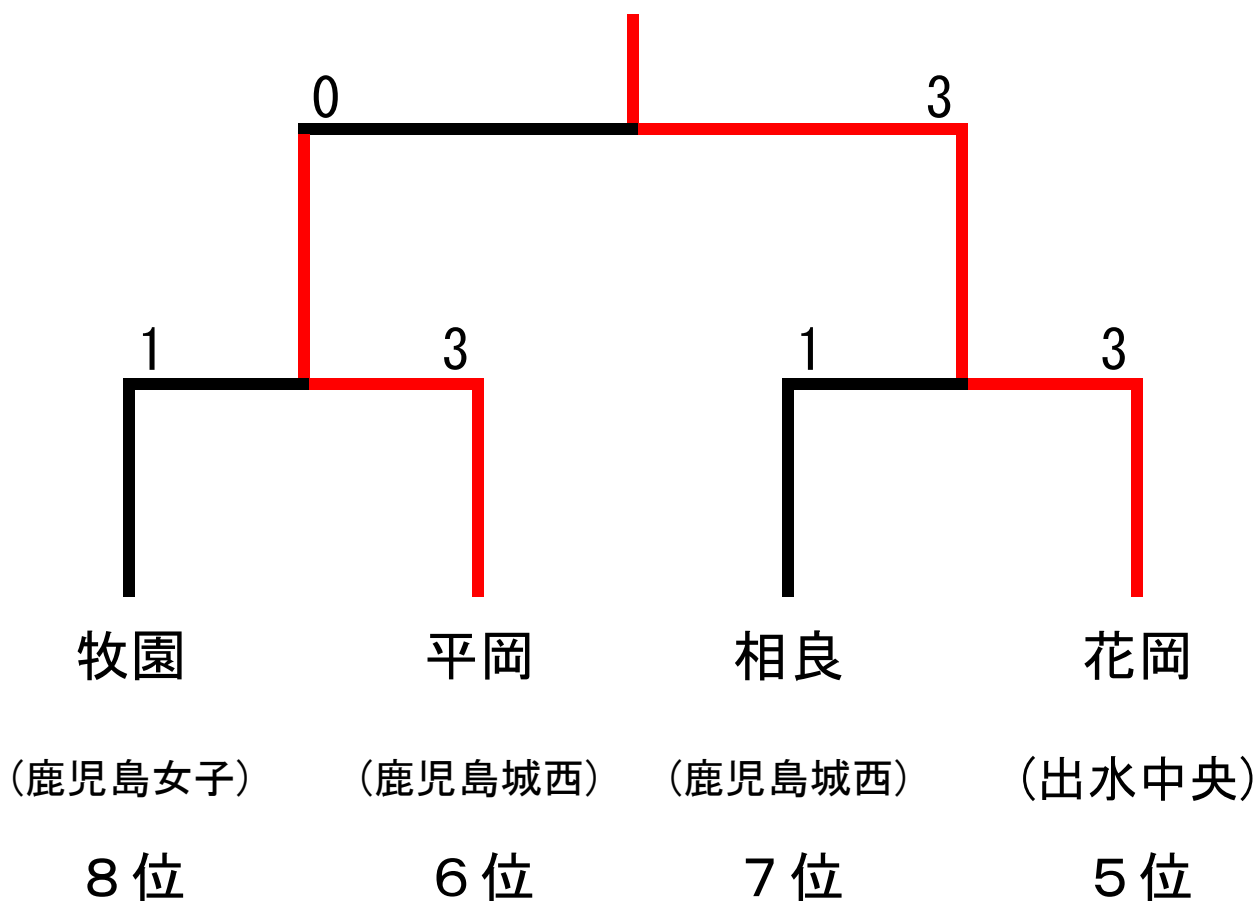 0 3
1 3 1 3
牧園 平岡 相良 花岡
(鹿児島女子) (鹿児島城西) (鹿児島城西) (出水中央)
８位 ６位 ７位 ５位